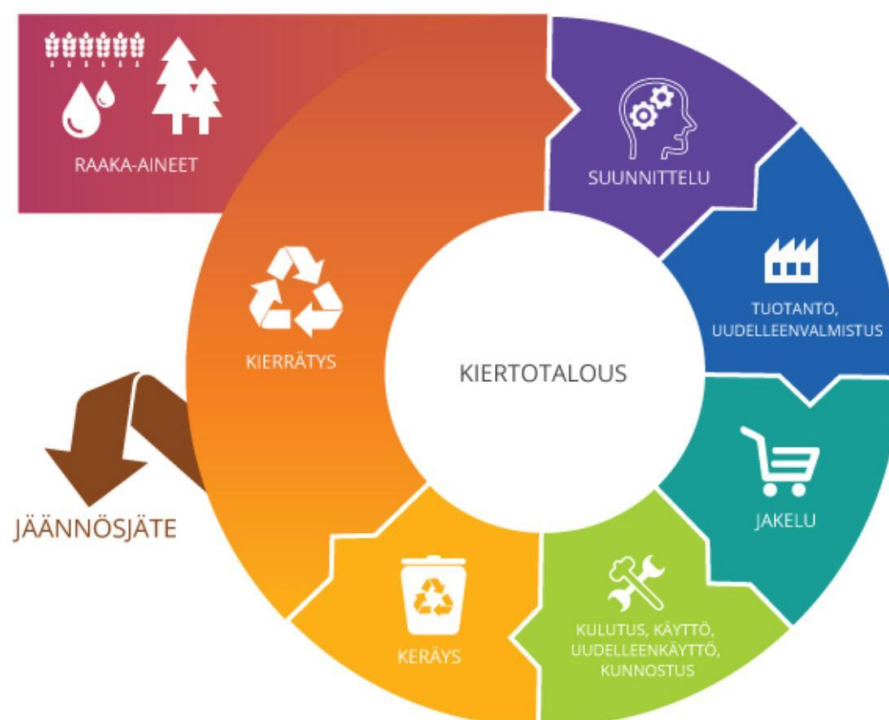 RAAKA-AINEET
SUUNNITTELU
TUOTANTO,
UUDELLEENVALMISTUS
KIERRÄTYS
KIERTOTALOUS
JAKELU
JÄÄNNÖSJÄTE
KULUTUS, KÄYTTÖ,
UUDELLEENKÄYTTÖ,
KUNNOSTUS
KERÄYS